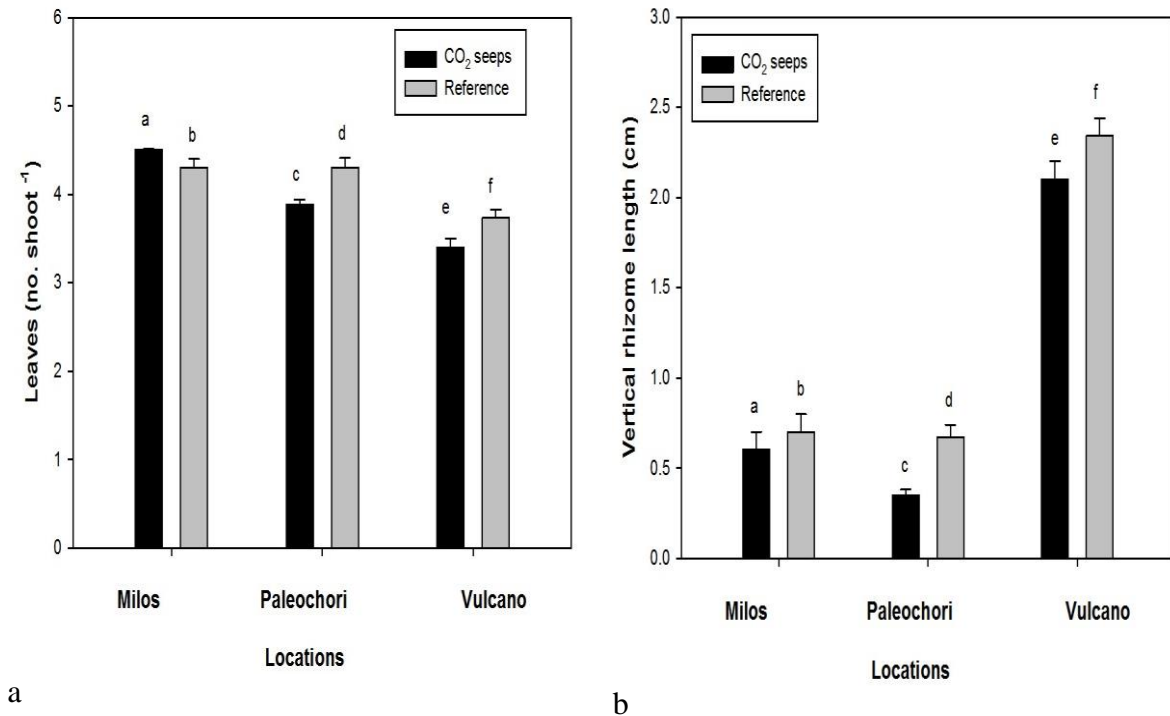 Leaves (no. shoot -1)
6
5
4
3
2
1
0
CO2 seeps
Reference
a
b
c
d
e
f
Milos
Paleochori
Vulcano
Locations
a
Vertical rhizome length (cm)
3.0
2.5
2.0
1.5
1.0
0.5
0.0
CO2 seeps
Reference
a
b
c
d
e
f
Milos
Paleochori
Vulcano
Locations
b